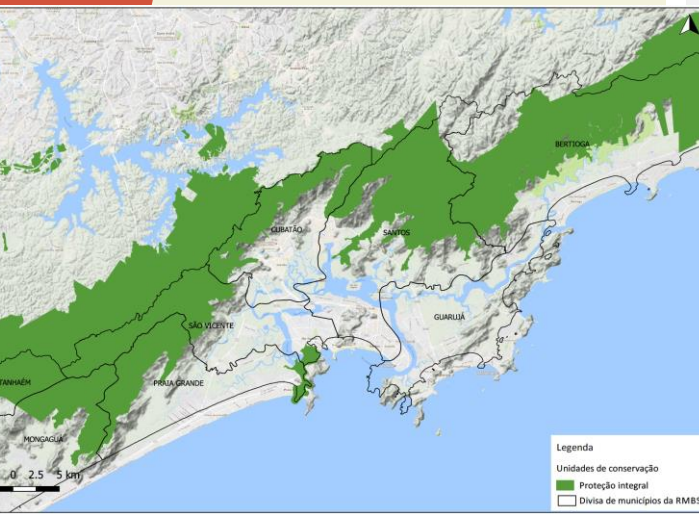 BERTIOGA
CUBATÃO
SANTOS
GUARUJÁ
SÃO VICENTE
TANHAÉM
PRAIA GRANDE
MONGAGUÁ
0 2.5 5 km
Legenda
Unidades de conservação
Proteção integral
Divisa de municípios da RMBS